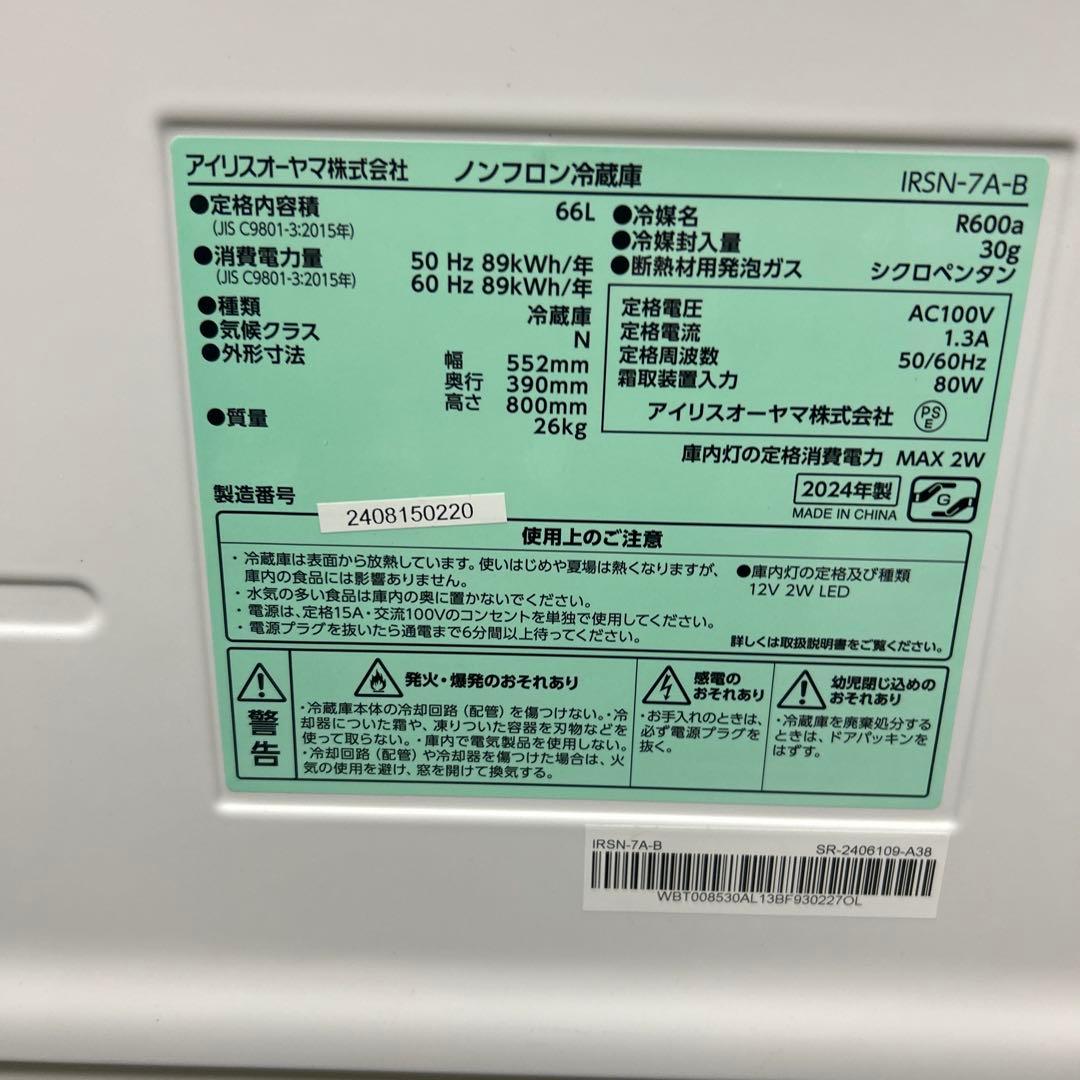 アイリスオーヤマ株式会社 ノンフロン冷蔵庫 IRSN-7A-B
●定格内容積 66L
(JIS C9801-3:2015年)
●消費電力量 50 Hz 89kWh/年
(JIS C9801-3:2015年) 60 Hz 89kWh/年
●種類 冷蔵庫
●気候クラス N
●外形寸法 幅 552mm
奥行 390mm
高さ 800mm
●質量 26kg
●冷媒名 R600a
●冷媒封入量 30g
●断熱材用発泡ガス シクロペンタン
定格電圧 AC100V
定格電流 1.3A
定格周波数 50/60Hz
霜取装置入力 80W
アイリスオーヤマ株式会社 PSE
庫内灯の定格消費電力 MAX 2W
2024年製
MADE IN CHINA
G
製造番号 2408150220
使用上のご注意
・冷蔵庫は表面から放熱しています。使いはじめや夏場は熱くなりますが、
庫内の食品には影響ありません。
・水気の多い食品は庫内の奥に置かないでください。
・電源は、定格15A・交流100Vのコンセントを単独で使用してください。
・電源プラグを抜いたら通電まで6分間以上待ってください。
●庫内灯の定格及び種類
12V 2W LED
詳しくは取扱説明書をご覧ください。
警告
発火・爆発のおそれあり
・冷蔵庫本体の冷却回路(配管)を傷つけない。・冷
却器についた霜や、凍りついた容器を刃物などを
使って取らない。・庫内で電気製品を使用しない。
・冷却回路(配管)や冷却器を傷つけた場合は、火
気の使用を避け、窓を開けて換気する。
感電の
おそれあり
・お手入れのときは、
必ず電源プラグを
抜く。
幼児閉じ込めの
おそれあり
・冷蔵庫を廃棄処分する
ときは、ドアパッキンを
はずす。
IRSN-7A-B SR-2406109-A38
WBT008530AL13BF930227OL